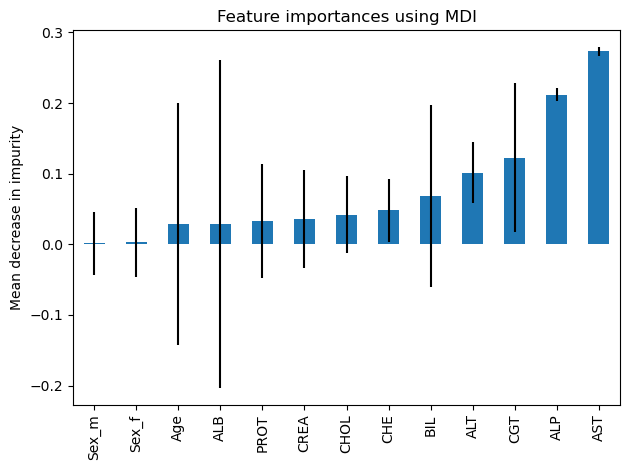 Feature importances using MDI
Mean decrease in impurity
0.3
0.2
0.1
0.0
−0.1
−0.2
Sex_m
Sex_f
Age
ALB
PROT
CREA
CHOL
CHE
BIL
ALT
CGT
ALP
AST